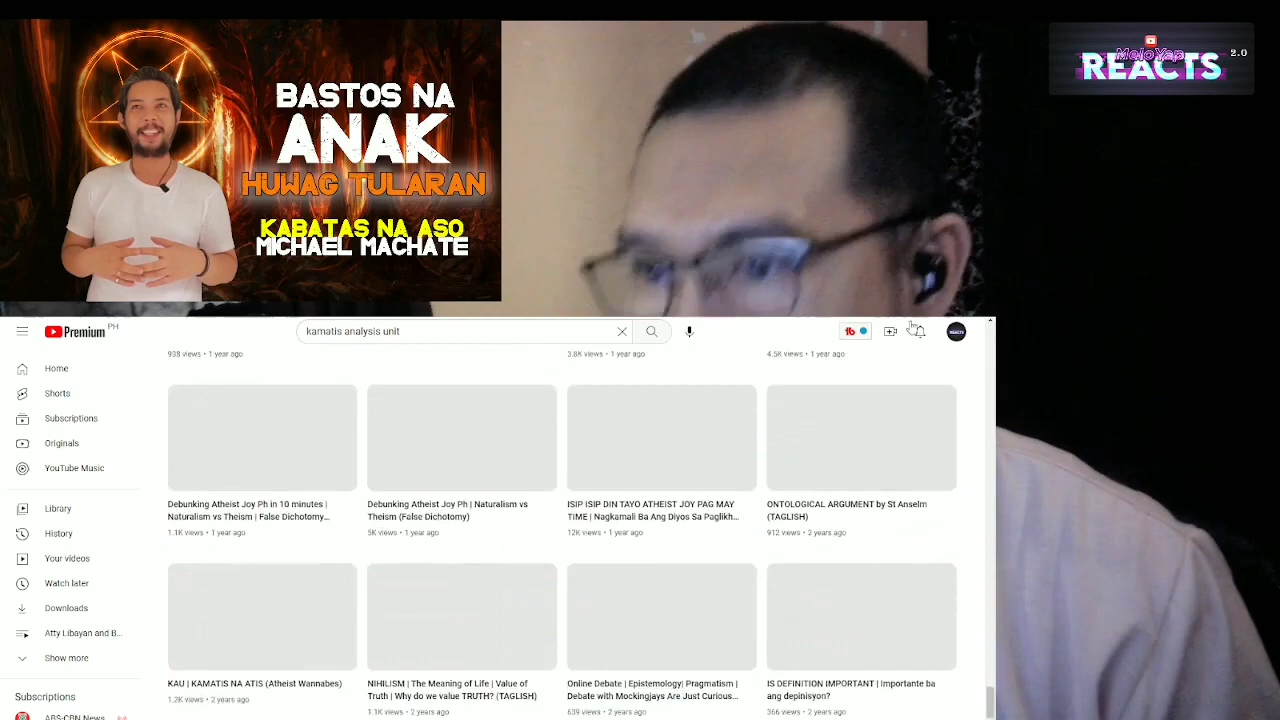 BASTOS NA
ANAK
HUWAG TULARAN
KABATAS NA ASO
MICHAEL MACHATE
MeloYap
2.0
REACTS
Premium PH
kamatis analysis unit
Home
Shorts
Subscriptions
Originals
YouTube Music
Library
History
Your videos
Watch later
Downloads
Atty Libayan and B...
Show more
Subscriptions
ABS-CBN News
938 views • 1 year ago
3.8K views • 1 year ago
4.5K views • 1 year ago
Debunking Atheist Joy Ph in 10 minutes |
Naturalism vs Theism | False Dichotomy...
1.1K views • 1 year ago
Debunking Atheist Joy Ph | Naturalism vs
Theism (False Dichotomy)
5K views • 1 year ago
ISIP ISIP DIN TAYO ATHEIST JOY PAG MAY
TIME | Nagkamali Ba Ang Diyos Sa Paglikh...
12K views • 1 year ago
ONTOLOGICAL ARGUMENT by St Anselm
(TAGLISH)
912 views • 2 years ago
KAU | KAMATIS NA ATIS (Atheist Wannabes)
1.2K views • 2 years ago
NIHILISM | The Meaning of Life | Value of
Truth | Why do we value TRUTH? (TAGLISH)
1.1K views • 2 years ago
Online Debate | Epistemology| Pragmatism |
Debate with Mockingjays Are Just Curious...
639 views • 2 years ago
IS DEFINITION IMPORTANT | Importante ba
ang depinisyon?
366 views • 2 years ago